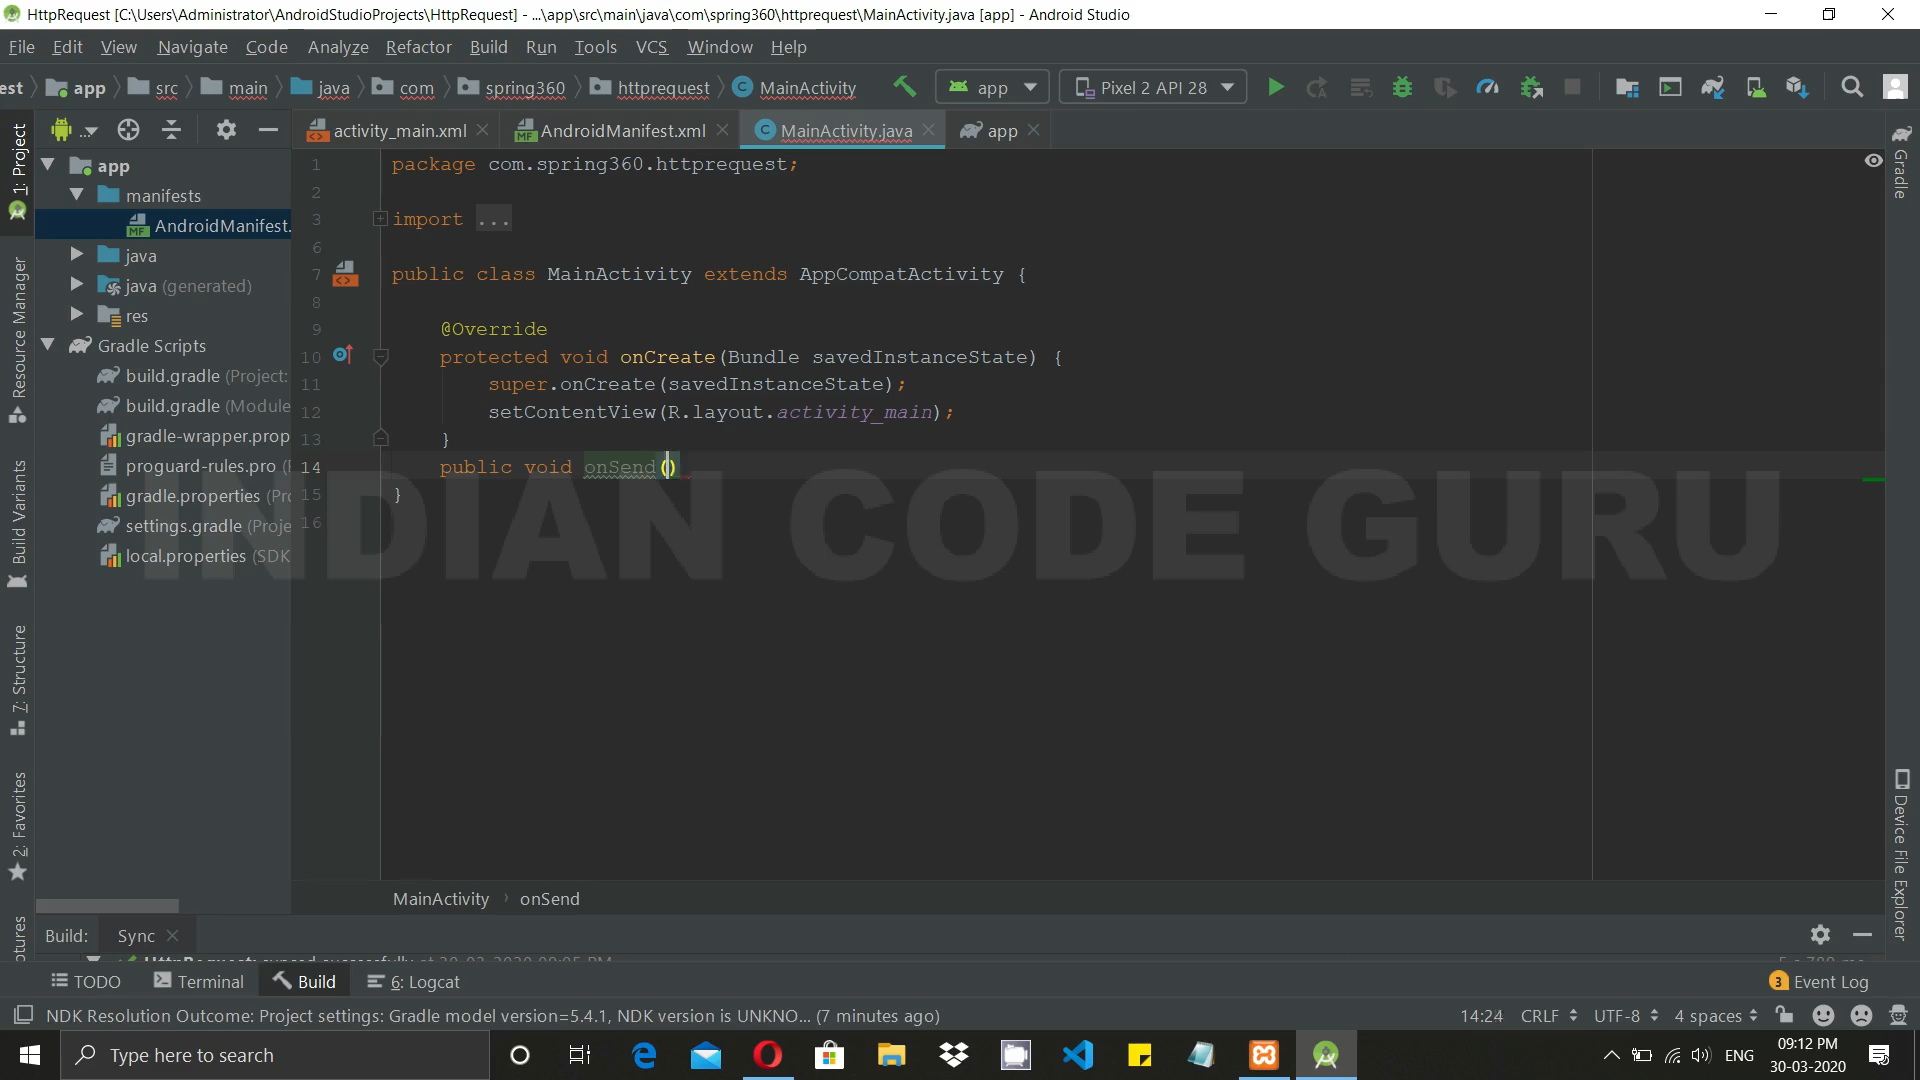 HttpRequest [C:\Users\Administrator\AndroidStudioProjects\HttpRequest] - ...\app\src\main\java\com\spring360\httprequest\MainActivity.java [app] - Android Studio
File Edit View Navigate Code Analyze Refactor Build Run Tools VCS Window Help
est app src main java com spring360 httprequest MainActivity app Pixel 2 API 28
activity_main.xml AndroidManifest.xml MainActivity.java app
1: Project
Resource Manager
Build Variants
7: Structure
2: Favorites
Gradle
Device File Explorer
app
manifests
AndroidManifest.
java
java (generated)
res
Gradle Scripts
build.gradle (Project:
build.gradle (Module
gradle-wrapper.prop
proguard-rules.pro (
gradle.properties (Pro
settings.gradle (Proje
local.properties (SDK
1 package com.spring360.httprequest;
2
3 import ...
6
7 public class MainActivity extends AppCompatActivity {
8
9 @Override
10 protected void onCreate(Bundle savedInstanceState) {
11 super.onCreate(savedInstanceState);
12 setContentView(R.layout.activity_main);
13 }
14 public void onSend()
15 }
16
INDIAN CODE GURU
MainActivity › onSend
Build: Sync
TODO Terminal Build 6: Logcat 3 Event Log
NDK Resolution Outcome: Project settings: Gradle model version=5.4.1, NDK version is UNKNO... (7 minutes ago) 14:24 CRLF UTF-8 4 spaces
Type here to search ENG 09:12 PM
30-03-2020